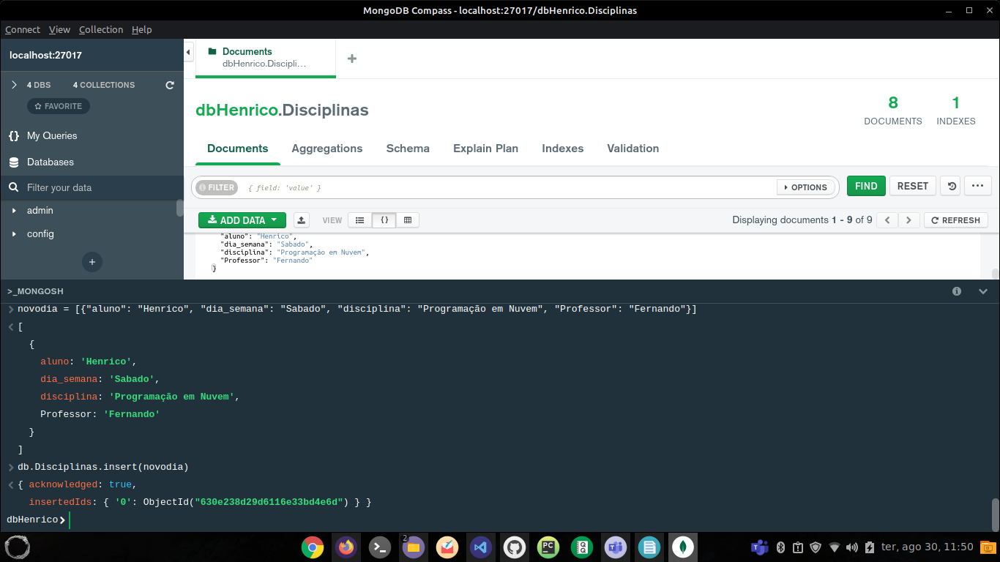 MongoDB Compass - localhost:27017/dbHenrico.Disciplinas
Connect View Collection Help
localhost:27017
4 DBS 4 COLLECTIONS
FAVORITE
{} My Queries
Databases
Filter your data
admin
config
Documents
dbHenrico.Discipli...
dbHenrico.Disciplinas
8 DOCUMENTS
1 INDEXES
Documents Aggregations Schema Explain Plan Indexes Validation
FILTER { field: 'value' } OPTIONS FIND RESET
ADD DATA VIEW {} Displaying documents 1 - 9 of 9 REFRESH
"aluno": "Henrico",
"dia_semana": "Sabado",
"disciplina": "Programação em Nuvem",
"Professor": "Fernando"
}
>_MONGOSH
novodia = [{"aluno": "Henrico", "dia_semana": "Sabado", "disciplina": "Programação em Nuvem", "Professor": "Fernando"}]
[
{
aluno: 'Henrico',
dia_semana: 'Sabado',
disciplina: 'Programação em Nuvem',
Professor: 'Fernando'
}
]
db.Disciplinas.insert(novodia)
{ acknowledged: true,
insertedIds: { '0': ObjectId("630e238d29d6116e33bd4e6d") } }
dbHenrico>
2
PC
ter, ago 30, 11:50